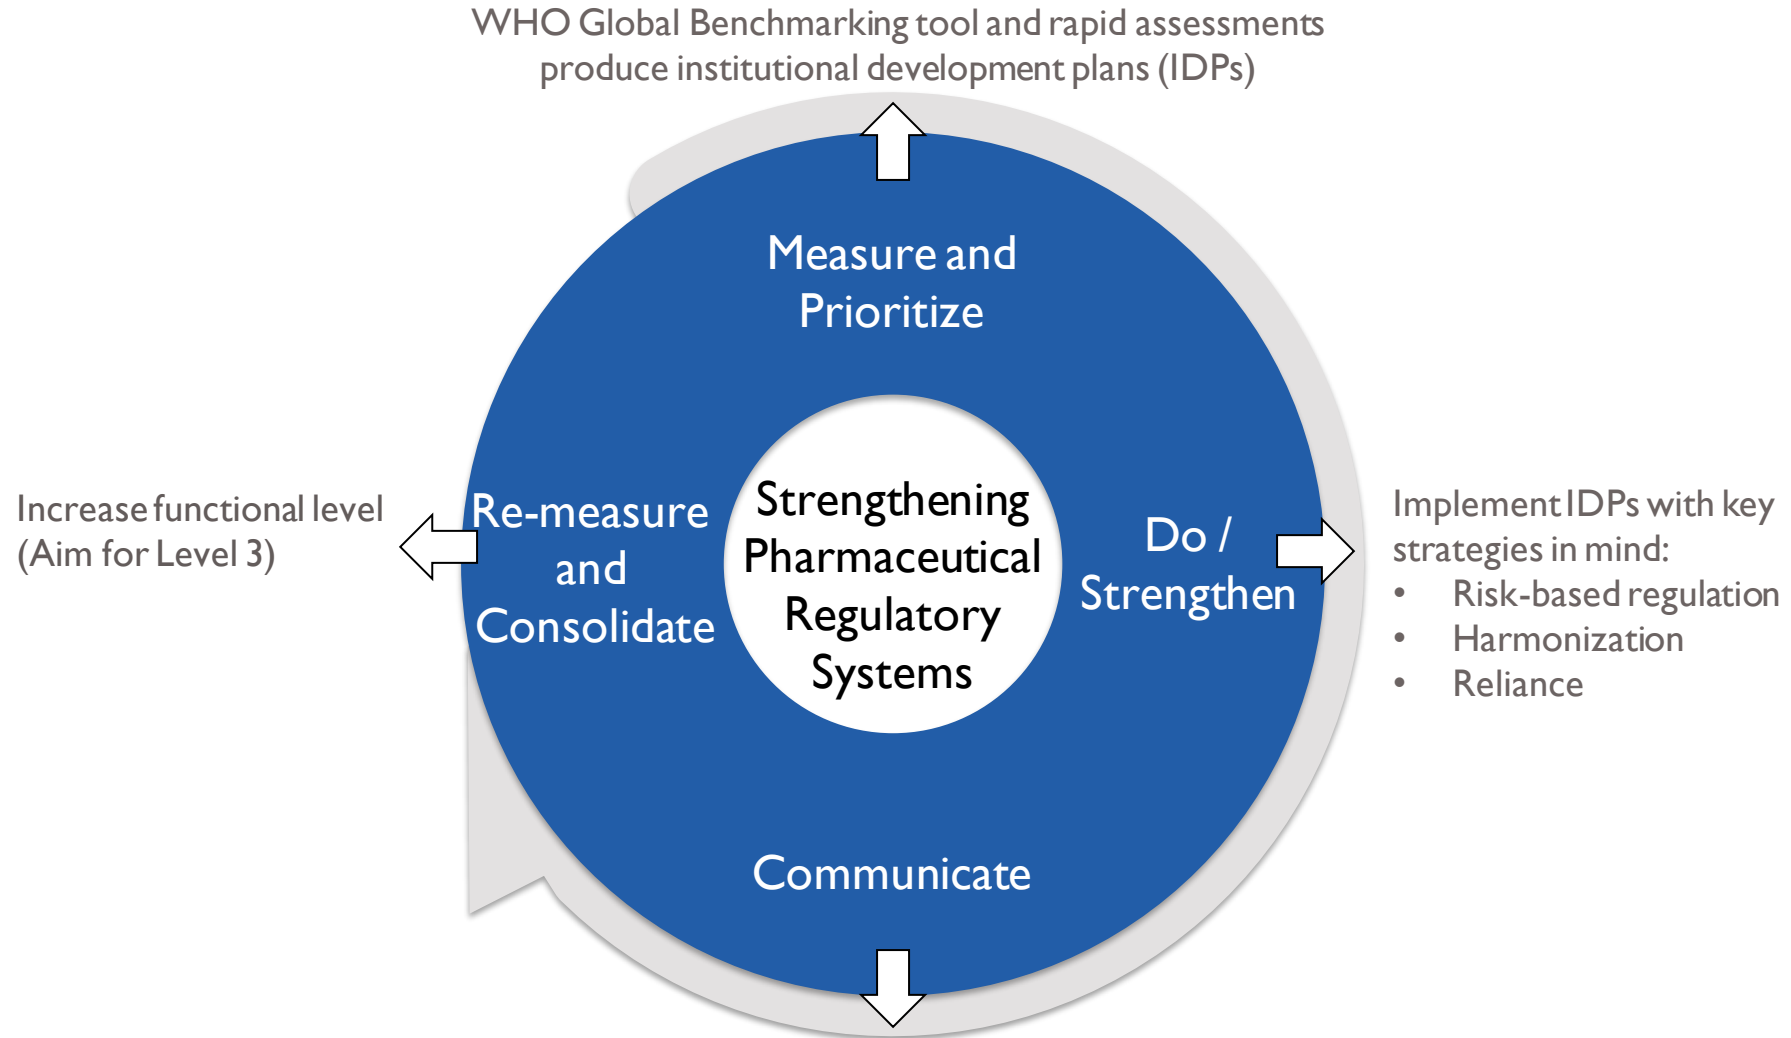 WHO Global Benchmarking tool and rapid assessments
produce institutional development plans (IDPs)
Measure and
Prioritize
Increase functional level
(Aim for Level 3)
Re-measure
and
Consolidate
Strengthening
Pharmaceutical
Regulatory
Systems
Do /
Strengthen
Implement IDPs with key
strategies in mind:
• Risk-based regulation
• Harmonization
• Reliance
Communicate